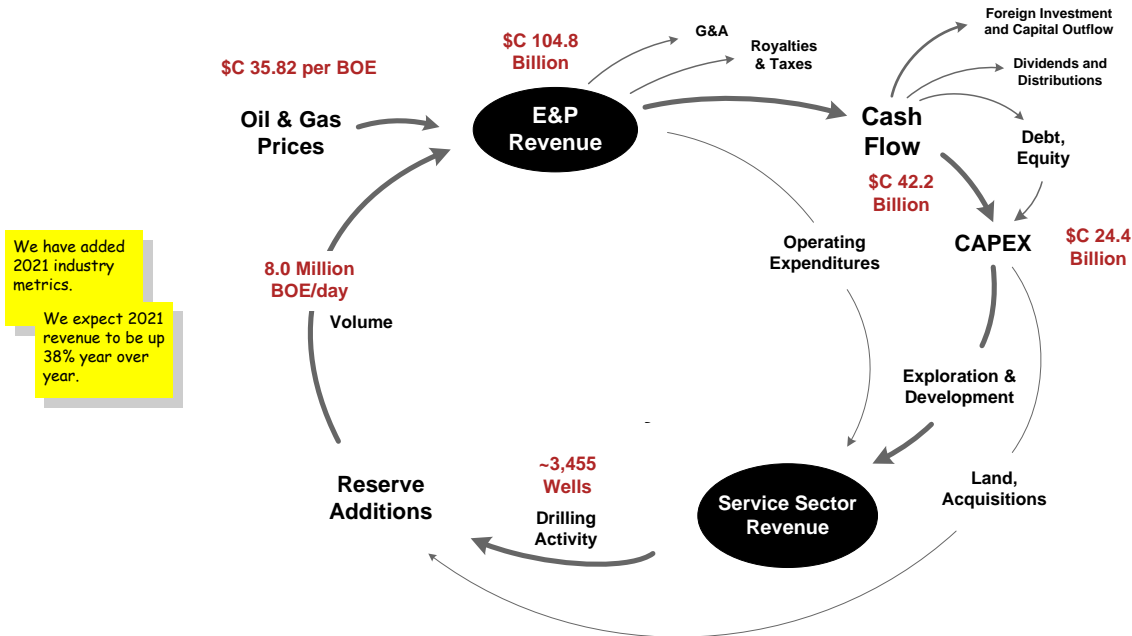 Foreign Investment
and Capital Outflow
G&A
$C 104.8
Billion
Royalties
& Taxes
Dividends and
Distributions
$C 35.82 per BOE
Oil & Gas
Prices
E&P
Revenue
Cash
Flow
Debt,
Equity
$C 42.2
Billion
We have added
2021 industry
metrics.
We expect 2021
revenue to be up
38% year over
year.
8.0 Million
BOE/day
Volume
Operating
Expenditures
CAPEX
$C 24.4
Billion
Exploration &
Development
~3,455
Wells
Reserve
Additions
Drilling
Activity
Service Sector
Revenue
Land,
Acquisitions